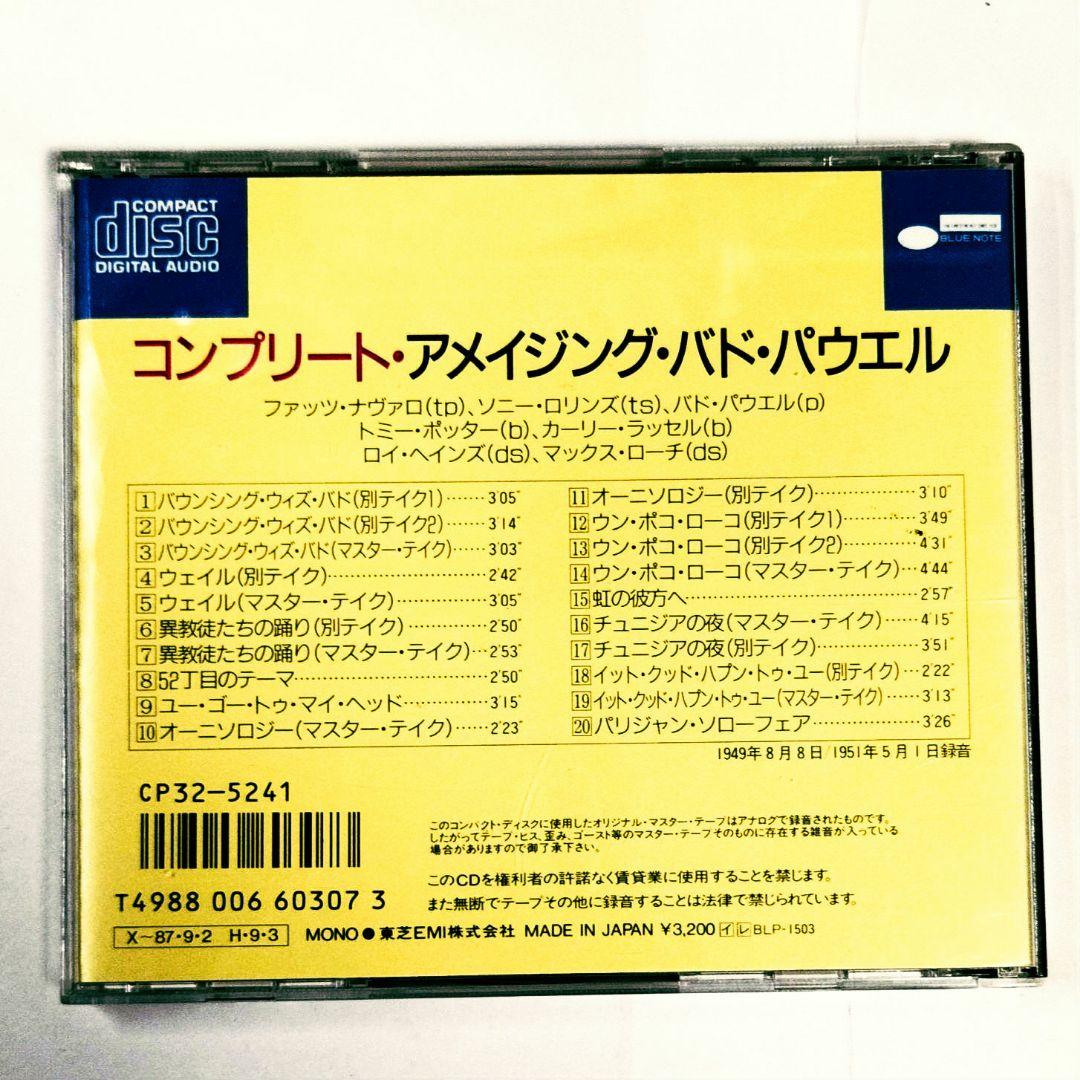 COMPACT
disc
DIGITAL AUDIO
BLUE NOTE
コンプリート・アメイジング・バド・パウエル
ファッツ・ナヴァロ(tp)、ソニー・ロリンズ(ts)、バド・パウエル(p)
トミー・ポッター(b)、カーリー・ラッセル(b)
ロイ・ヘインズ(ds)、マックス・ローチ(ds)
1 バウンシング・ウィズ・バド(別テイク1)……3'05"
2 バウンシング・ウィズ・バド(別テイク2)……3'14"
3 バウンシング・ウィズ・バド(マスター・テイク)……3'03"
4 ウェイル(別テイク)……2'42"
5 ウェイル(マスター・テイク)……3'05"
6 異教徒たちの踊り(別テイク)……2'50"
7 異教徒たちの踊り(マスター・テイク)…2'53"
8 52丁目のテーマ……2'50"
9 ユー・ゴー・トゥ・マイ・ヘッド……3'15"
10 オーニソロジー(マスター・テイク)……2'23"
11 オーニソロジー(別テイク)……3'10"
12 ウン・ポコ・ローコ(別テイク1)……3'49"
13 ウン・ポコ・ローコ(別テイク2)……4'31"
14 ウン・ポコ・ローコ(マスター・テイク)…4'44"
15 虹の彼方へ……2'57"
16 チュニジアの夜(マスター・テイク)……4'15"
17 チュニジアの夜(別テイク)……3'51"
18 イット・クッド・ハプン・トゥ・ユー(別テイク)…2'22"
19 イット・クッド・ハプン・トゥ・ユー(マスター・テイク)……3'13"
20 パリジャン・ソローフェア……3'26"
1949年8月8日/1951年5月1日録音
CP32-5241
T4988 006 60307 3
X〜87・9・2 H・9・3
このコンパクト・ディスクに使用したオリジナル・マスター・テープはアナログで録音されたものです。
したがってテープ・ヒス、歪み、ゴースト等のマスター・テープそのものに存在する雑音が入っている
場合がありますので御了承下さい。
このCDを権利者の許諾なく賃貸業に使用することを禁じます。
また無断でテープその他に録音することは法律で禁じられています。
MONO ● 東芝EMI株式会社 MADE IN JAPAN ¥3,200 イ レ BLP-1503